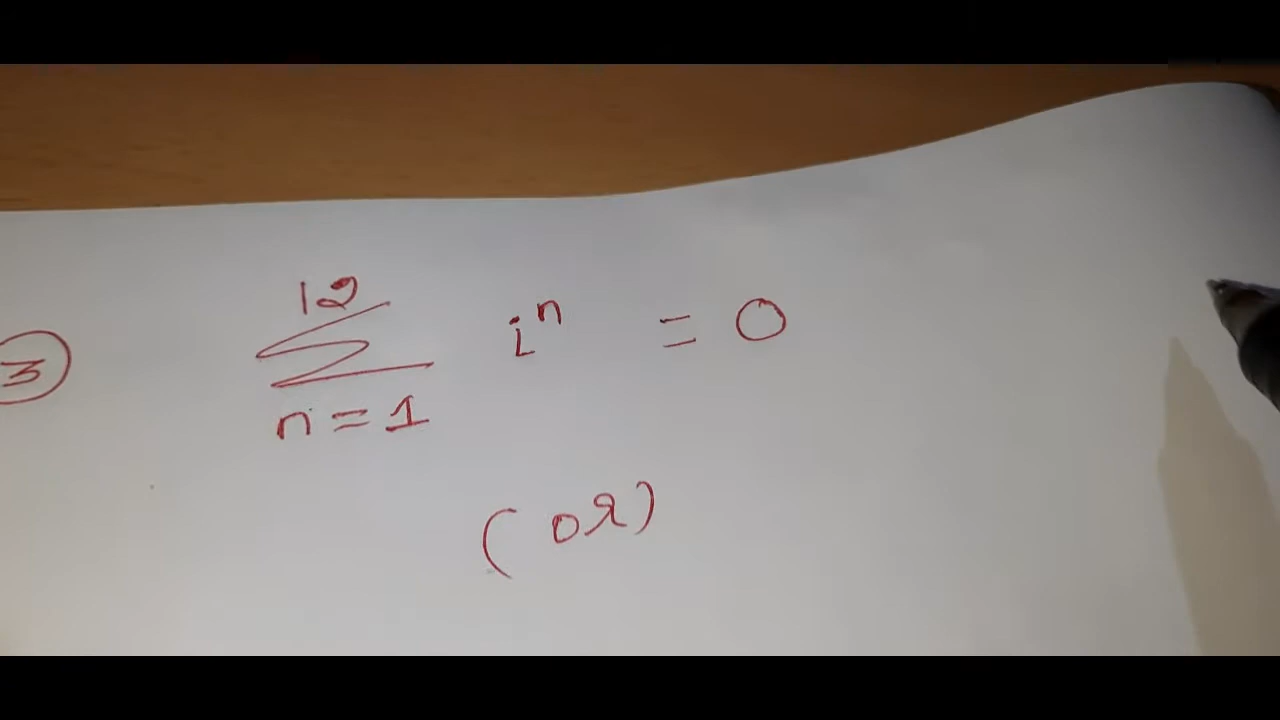 12
③ ∑ iⁿ = 0
n = 1
(or)